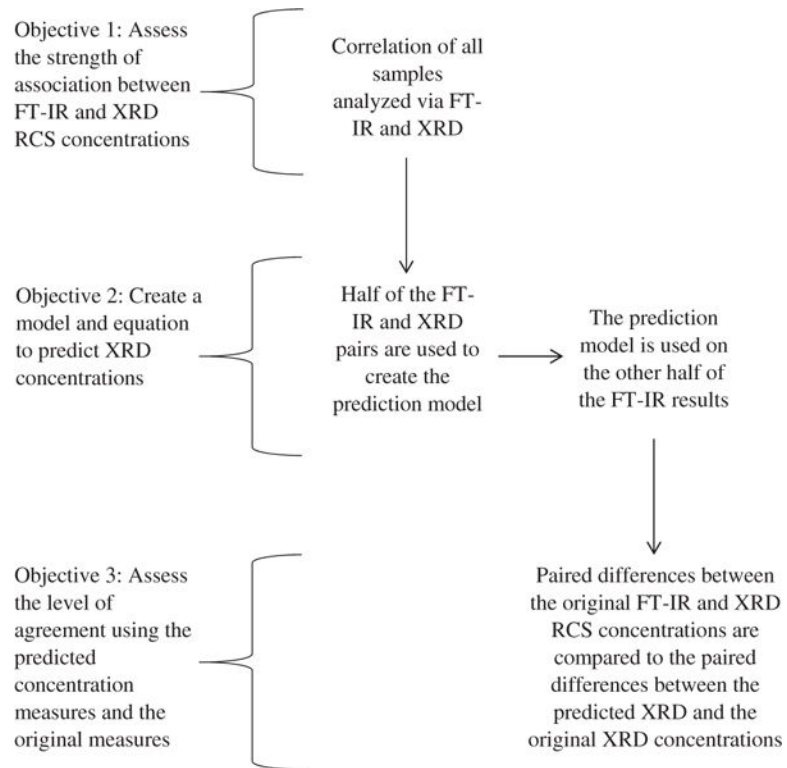 Objective 1: Assess
the strength of
association between
FT-IR and XRD
RCS concentrations
Correlation of all
samples
analyzed via FT-
IR and XRD
Objective 2: Create a
model and equation
to predict XRD
concentrations
Half of the FT-
IR and XRD
pairs are used to
create the
prediction model
The prediction
model is used on
the other half of
the FT-IR results
Objective 3: Assess
the level of
agreement using the
predicted
concentration
measures and the
original measures
Paired differences between
the original FT-IR and XRD
RCS concentrations are
compared to the paired
differences between the
predicted XRD and the
original XRD concentrations